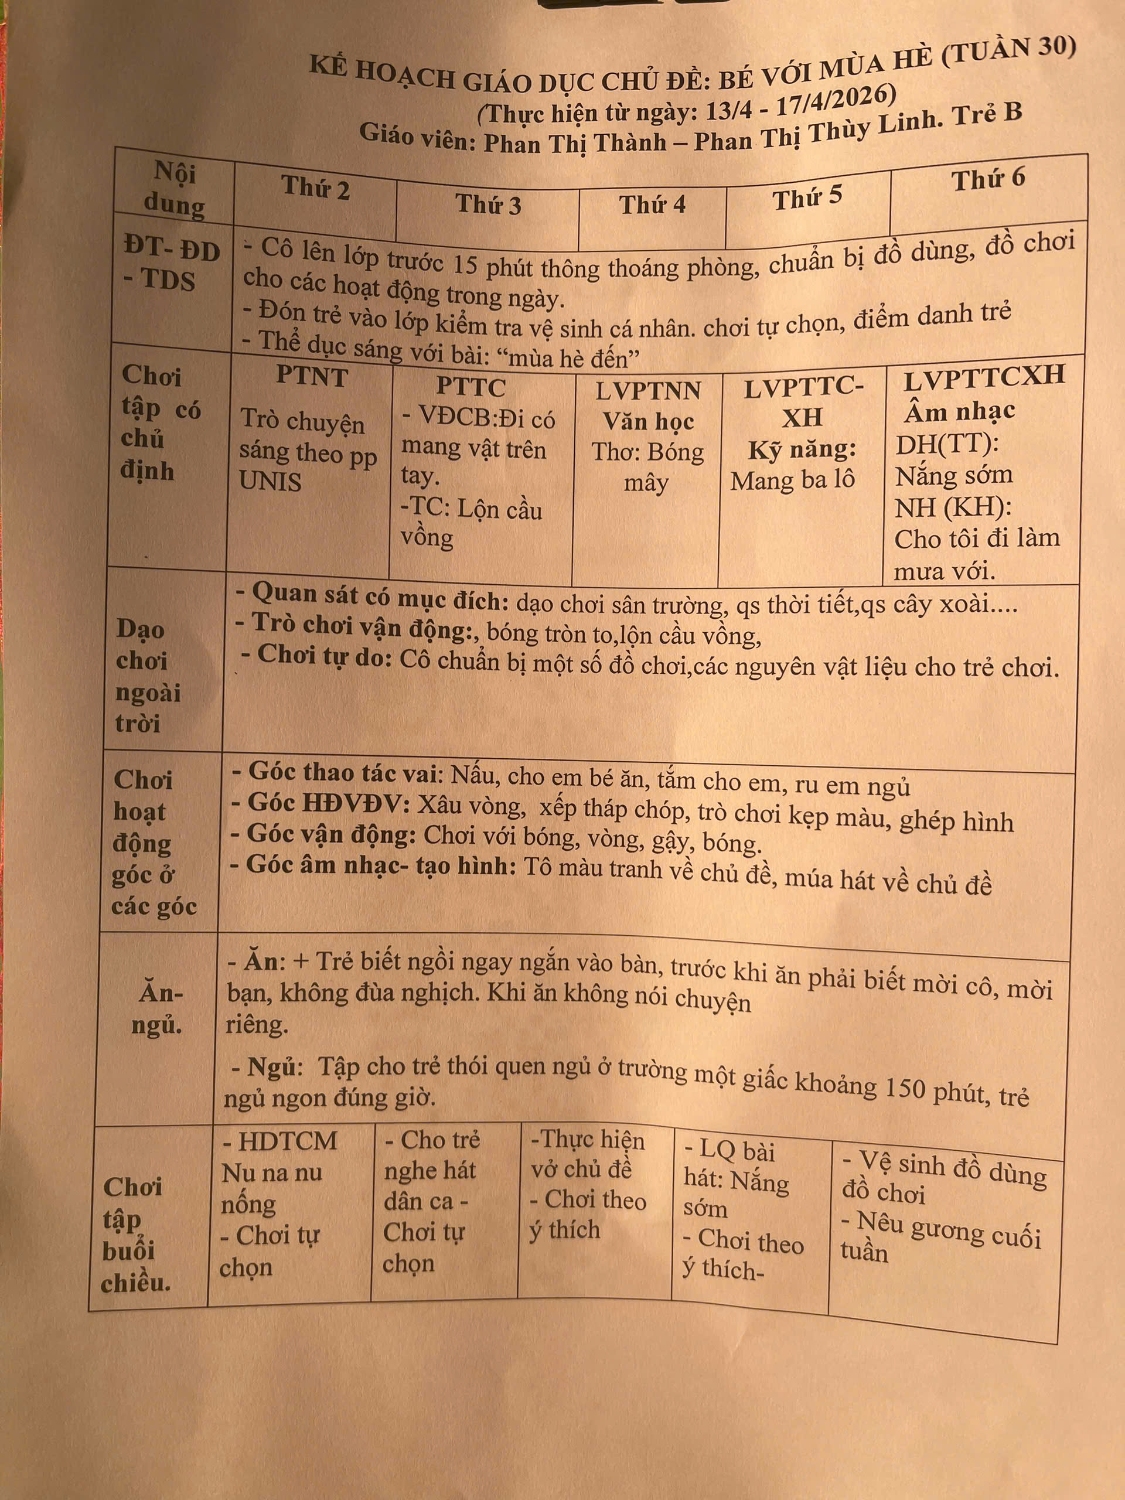 KẾ HOẠCH GIÁO DỤC CHỦ ĐỀ: BÉ VỚI MÙA HÈ (TUẦN 30)
(Thực hiện từ ngày: 13/4 - 17/4/2026)
Giáo viên: Phan Thị Thành – Phan Thị Thùy Linh. Trẻ B
Nội
dung
Thứ 2
Thứ 3
Thứ 4
Thứ 5
Thứ 6
ĐT- ĐD
- TDS
- Cô lên lớp trước 15 phút thông thoáng phòng, chuẩn bị đồ dùng, đồ chơi
cho các hoạt động trong ngày.
- Đón trẻ vào lớp kiểm tra vệ sinh cá nhân. chơi tự chọn, điểm danh trẻ
- Thể dục sáng với bài: “mùa hè đến”
Chơi
tập có
chủ
định
PTNT
Trò chuyện
sáng theo pp
UNIS
PTTC
- VĐCB:Đi có
mang vật trên
tay.
-TC: Lộn cầu
vồng
LVPTNN
Văn học
Thơ: Bóng
mây
LVPTTC-
XH
Kỹ năng:
Mang ba lô
LVPTTCXH
Âm nhạc
DH(TT):
Nắng sớm
NH (KH):
Cho tôi đi làm
mưa với.
Dạo
chơi
ngoài
trời
- Quan sát có mục đích: dạo chơi sân trường, qs thời tiết,qs cây xoài....
- Trò chơi vận động:, bóng tròn to,lộn cầu vồng,
- Chơi tự do: Cô chuẩn bị một số đồ chơi,các nguyên vật liệu cho trẻ chơi.
Chơi
hoạt
động
góc ở
các góc
- Góc thao tác vai: Nấu, cho em bé ăn, tắm cho em, ru em ngủ
- Góc HĐVĐV: Xâu vòng, xếp tháp chóp, trò chơi kẹp màu, ghép hình
- Góc vận động: Chơi với bóng, vòng, gậy, bóng.
- Góc âm nhạc- tạo hình: Tô màu tranh về chủ đề, múa hát về chủ đề
Ăn-
ngủ.
- Ăn: + Trẻ biết ngồi ngay ngắn vào bàn, trước khi ăn phải biết mời cô, mời
bạn, không đùa nghịch. Khi ăn không nói chuyện
riêng.
- Ngủ: Tập cho trẻ thói quen ngủ ở trường một giấc khoảng 150 phút, trẻ
ngủ ngon đúng giờ.
Chơi
tập
buổi
chiều.
- HDTCM
Nu na nu
nống
- Chơi tự
chọn
- Cho trẻ
nghe hát
dân ca -
Chơi tự
chọn
-Thực hiện
vở chủ đề
- Chơi theo
ý thích
- LQ bài
hát: Nắng
sớm
- Chơi theo
ý thích-
- Vệ sinh đồ dùng
đồ chơi
- Nêu gương cuối
tuần